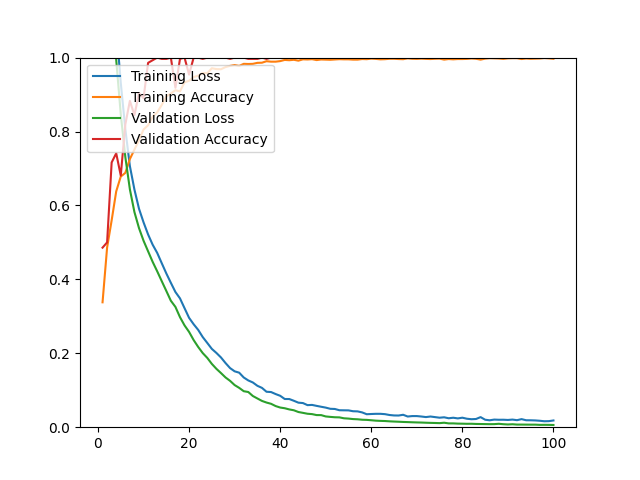 1.0
0.8
0.6
0.4
0.2
0.0
Training Loss
Training Accuracy
Validation Loss
Validation Accuracy
0 20 40 60 80 100